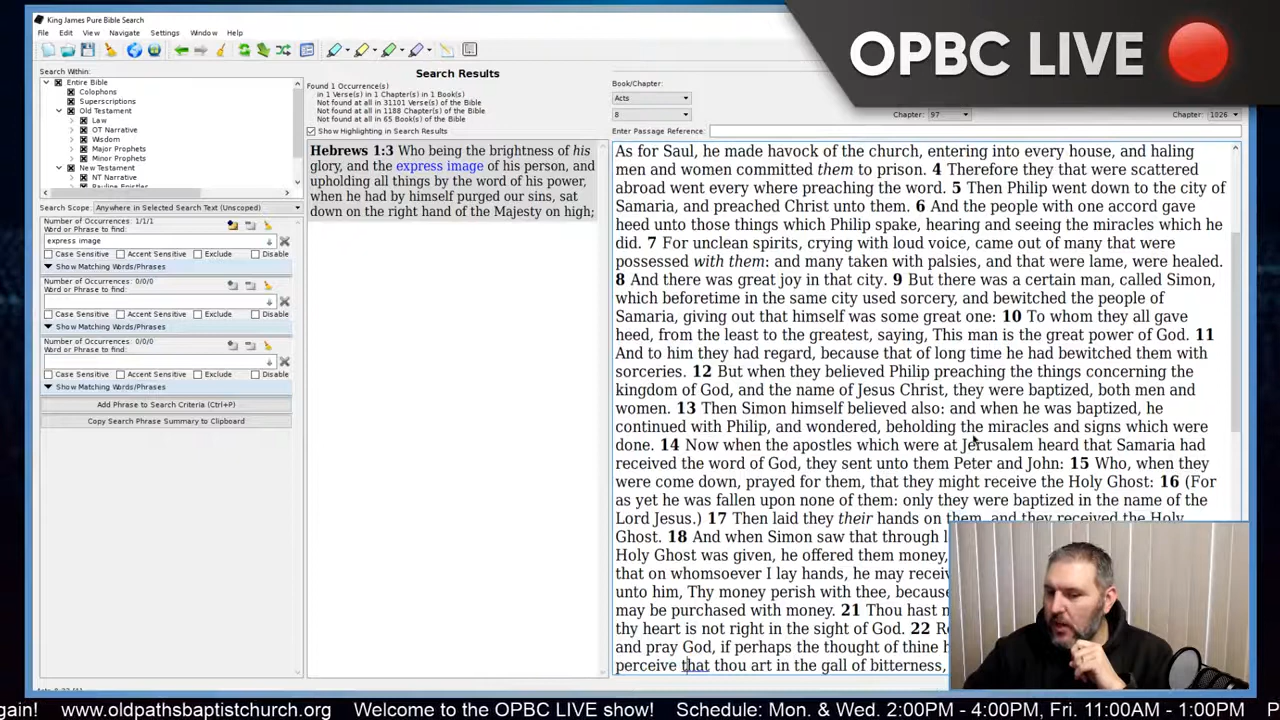 King James Pure Bible Search
OPBC LIVE
File Edit View Navigate Settings Window Help
Search Within:
Entire Bible
Colophons
Superscriptions
Old Testament
Law
OT Narrative
Wisdom
Major Prophets
Minor Prophets
New Testament
NT Narrative
Pauline Epistles
Search Scope: Anywhere in Selected Search Text (Unscoped)
Number of Occurrences: 1/1/1
Word or Phrase to find:
express image
Case Sensitive Accent Sensitive Exclude Disable
Show Matching Words/Phrases
Number of Occurrences: 0/0/0
Word or Phrase to find:
Case Sensitive Accent Sensitive Exclude Disable
Show Matching Words/Phrases
Number of Occurrences: 0/0/0
Word or Phrase to find:
Case Sensitive Accent Sensitive Exclude Disable
Show Matching Words/Phrases
Add Phrase to Search Criteria (Ctrl+P)
Copy Search Phrase Summary to Clipboard
Search Results
Found 1 Occurrence(s)
in 1 Verse(s) in 1 Chapter(s) in 1 Book(s)
Not found at all in 31101 Verse(s) of the Bible
Not found at all in 1188 Chapter(s) of the Bible
Not found at all in 65 Book(s) of the Bible
Show Highlighting in Search Results
Hebrews 1:3 Who being the brightness of his
glory, and the express image of his person, and
upholding all things by the word of his power,
when he had by himself purged our sins, sat
down on the right hand of the Majesty on high;
Book/Chapter:
Acts
8 Chapter: 97 Chapter: 1026
Enter Passage Reference:
As for Saul, he made havock of the church, entering into every house, and haling
men and women committed them to prison. 4 Therefore they that were scattered
abroad went every where preaching the word. 5 Then Philip went down to the city of
Samaria, and preached Christ unto them. 6 And the people with one accord gave
heed unto those things which Philip spake, hearing and seeing the miracles which he
did. 7 For unclean spirits, crying with loud voice, came out of many that were
possessed with them: and many taken with palsies, and that were lame, were healed.
8 And there was great joy in that city. 9 But there was a certain man, called Simon,
which beforetime in the same city used sorcery, and bewitched the people of
Samaria, giving out that himself was some great one: 10 To whom they all gave
heed, from the least to the greatest, saying, This man is the great power of God. 11
And to him they had regard, because that of long time he had bewitched them with
sorceries. 12 But when they believed Philip preaching the things concerning the
kingdom of God, and the name of Jesus Christ, they were baptized, both men and
women. 13 Then Simon himself believed also: and when he was baptized, he
continued with Philip, and wondered, beholding the miracles and signs which were
done. 14 Now when the apostles which were at Jerusalem heard that Samaria had
received the word of God, they sent unto them Peter and John: 15 Who, when they
were come down, prayed for them, that they might receive the Holy Ghost: 16 (For
as yet he was fallen upon none of them: only they were baptized in the name of the
Lord Jesus.) 17 Then laid they their hands on them, and they received the Holy
Ghost. 18 And when Simon saw that through l
Holy Ghost was given, he offered them money,
that on whomsoever I lay hands, he may receiv
unto him, Thy money perish with thee, because
may be purchased with money. 21 Thou hast n
thy heart is not right in the sight of God. 22 R
and pray God, if perhaps the thought of thine h
perceive that thou art in the gall of bitterness,
gain! www.oldpathsbaptistchurch.org Welcome to the OPBC LIVE show! Schedule: Mon. & Wed. 2:00PM - 4:00PM, Fri. 11:00AM - 1:00PM P